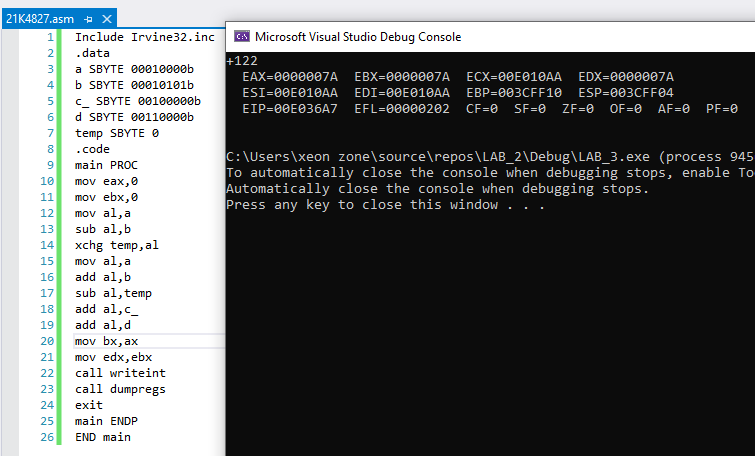 21K4827.asm
1 Include Irvine32.inc
2 .data
3 a SBYTE 00010000b
4 b SBYTE 00010101b
5 c_ SBYTE 00100000b
6 d SBYTE 00110000b
7 temp SBYTE 0
8 .code
9 main PROC
10 mov eax,0
11 mov ebx,0
12 mov al,a
13 sub al,b
14 xchg temp,al
15 mov al,a
16 add al,b
17 sub al,temp
18 add al,c_
19 add al,d
20 mov bx,ax
21 mov edx,ebx
22 call writeint
23 call dumpregs
24 exit
25 main ENDP
26 END main
Microsoft Visual Studio Debug Console
+122
EAX=0000007A EBX=0000007A ECX=00E010AA EDX=0000007A
ESI=00E010AA EDI=00E010AA EBP=003CFF10 ESP=003CFF04
EIP=00E036A7 EFL=00000202 CF=0 SF=0 ZF=0 OF=0 AF=0 PF=0
C:\Users\xeon zone\source\repos\LAB_2\Debug\LAB_3.exe (process 945
To automatically close the console when debugging stops, enable Too
Automatically close the console when debugging stops.
Press any key to close this window . . .